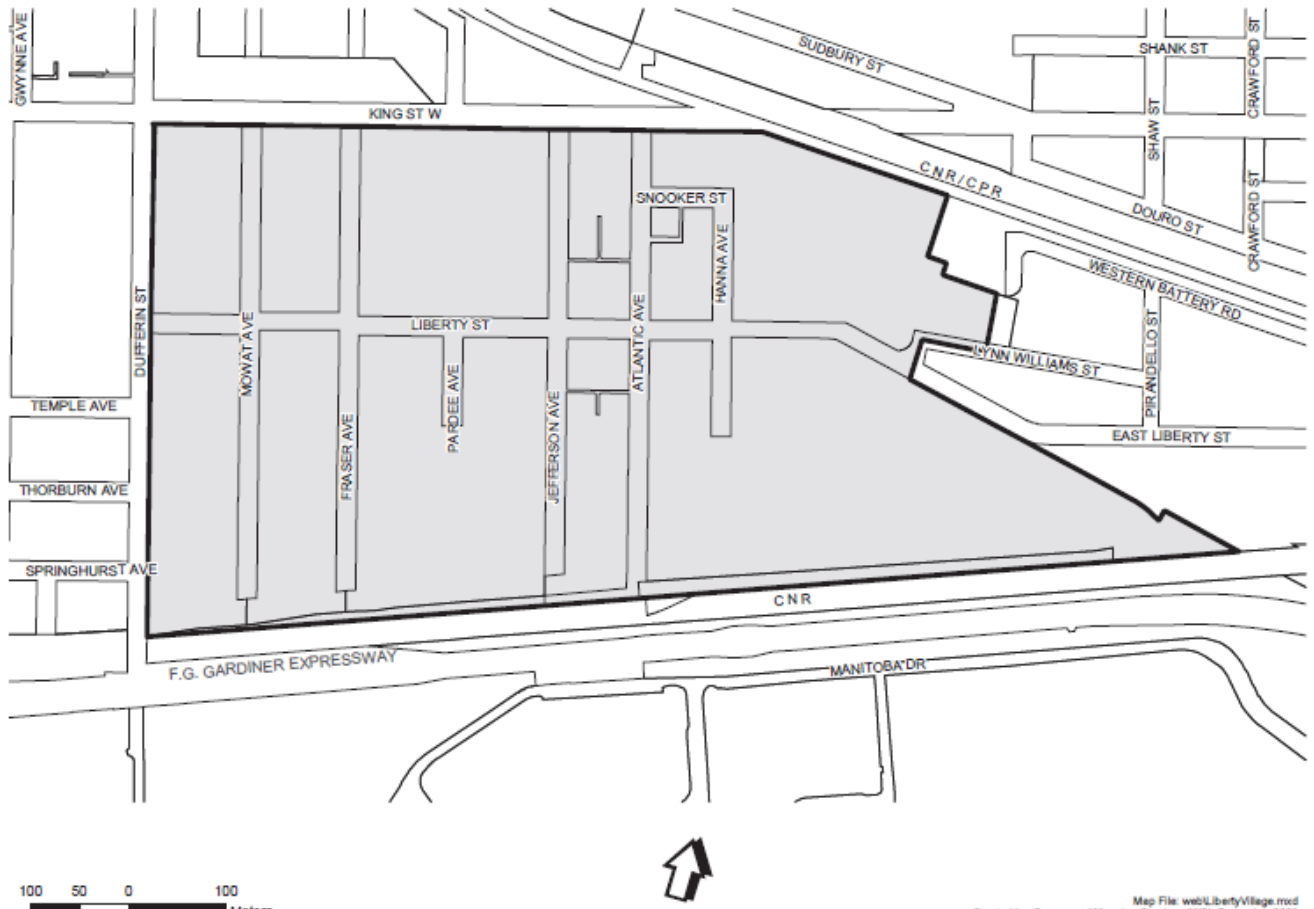 GWYNNE AVE
SUDBURY ST
SHANK ST
CRAWFORD ST
KING ST W
SHAW ST
CNR/CPR
SNOOKER ST
DOURO ST
CRAWFORD ST
HANNA AVE
WESTERN BATTERY RD
DUFFERIN ST
LIBERTY ST
MOWAT AVE
ATLANTIC AVE
LYNN WILLIAMS ST
PIRANDELLO ST
TEMPLE AVE
PARDEE AVE
EAST LIBERTY ST
FRASER AVE
JEFFERSON AVE
THORBURN AVE
SPRINGHURST AVE
CNR
F.G. GARDINER EXPRESSWAY
MANITOBA DR
100 50 0 100
Map File: web\LibertyVillage.mxd